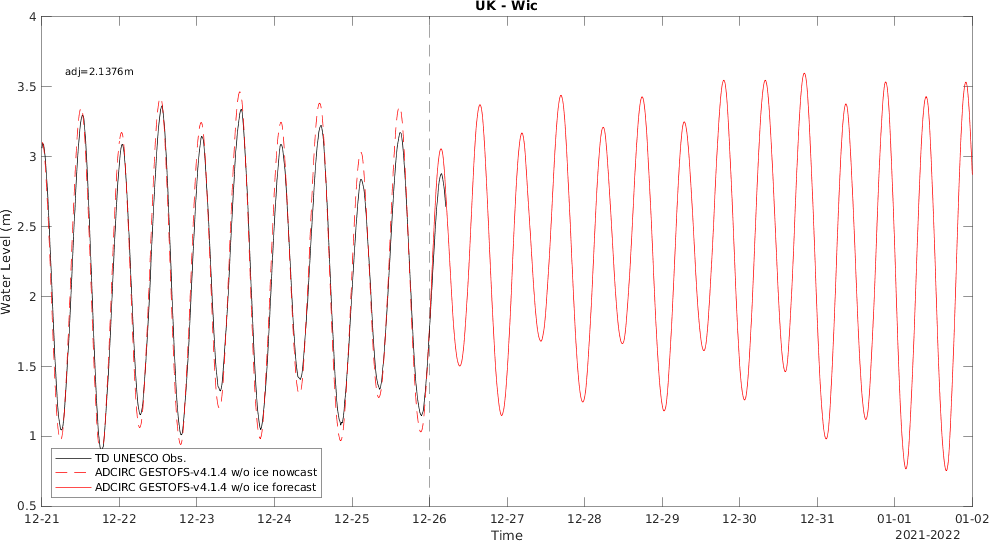 UK - Wic
4
3.5
3
2.5
2
1.5
1
0.5
Water Level (m)
adj=2.1376m
TD UNESCO Obs.
ADCIRC GESTOFS-v4.1.4 w/o ice nowcast
ADCIRC GESTOFS-v4.1.4 w/o ice forecast
12-21 12-22 12-23 12-24 12-25 12-26 12-27 12-28 12-29 12-30 12-31 01-01 01-02
Time
2021-2022